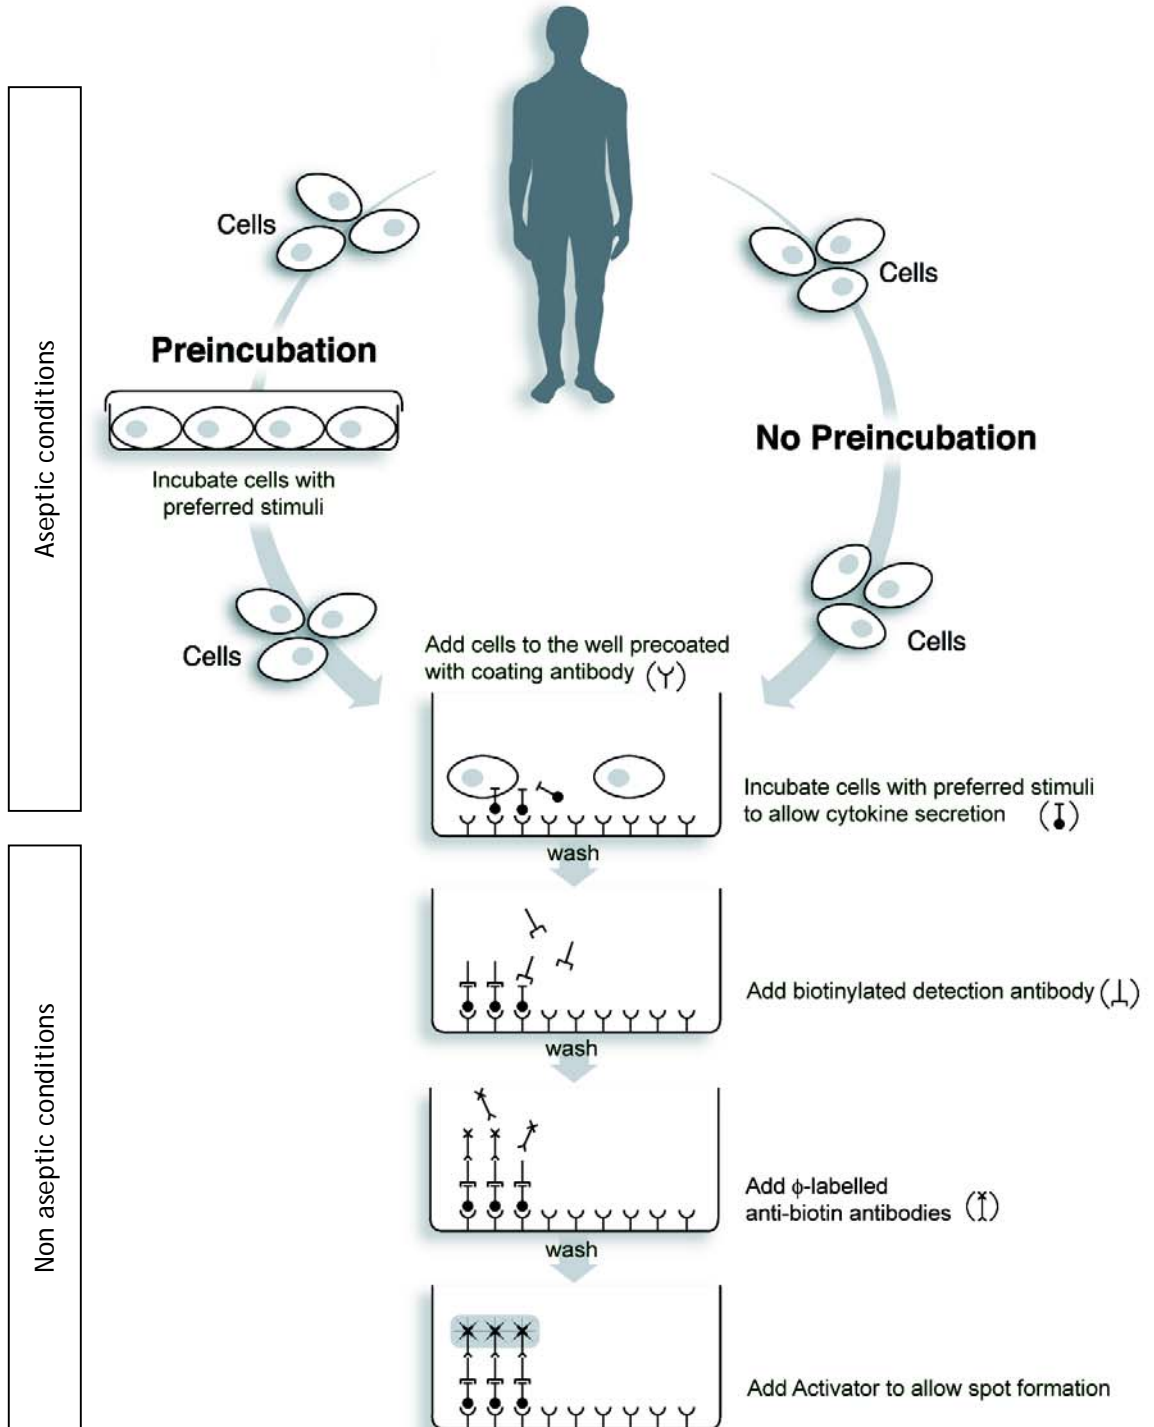 Aseptic conditions
Cells
Cells
Preincubation
No Preincubation
Incubate cells with
preferred stimuli
Cells
Cells
Add cells to the well precoated
with coating antibody
Incubate cells with preferred stimuli
to allow cytokine secretion
wash
Non aseptic conditions
Add biotinylated detection antibody
wash
Add ϕ-labelled
anti-biotin antibodies
wash
Add Activator to allow spot formation